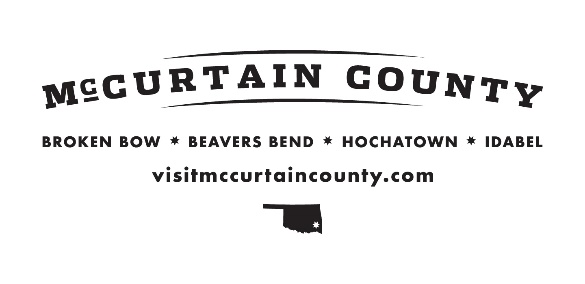 McCURTAIN COUNTY
BROKEN BOW * BEAVERS BEND * HOCHATOWN * IDABEL
visitmccurtaincounty.com